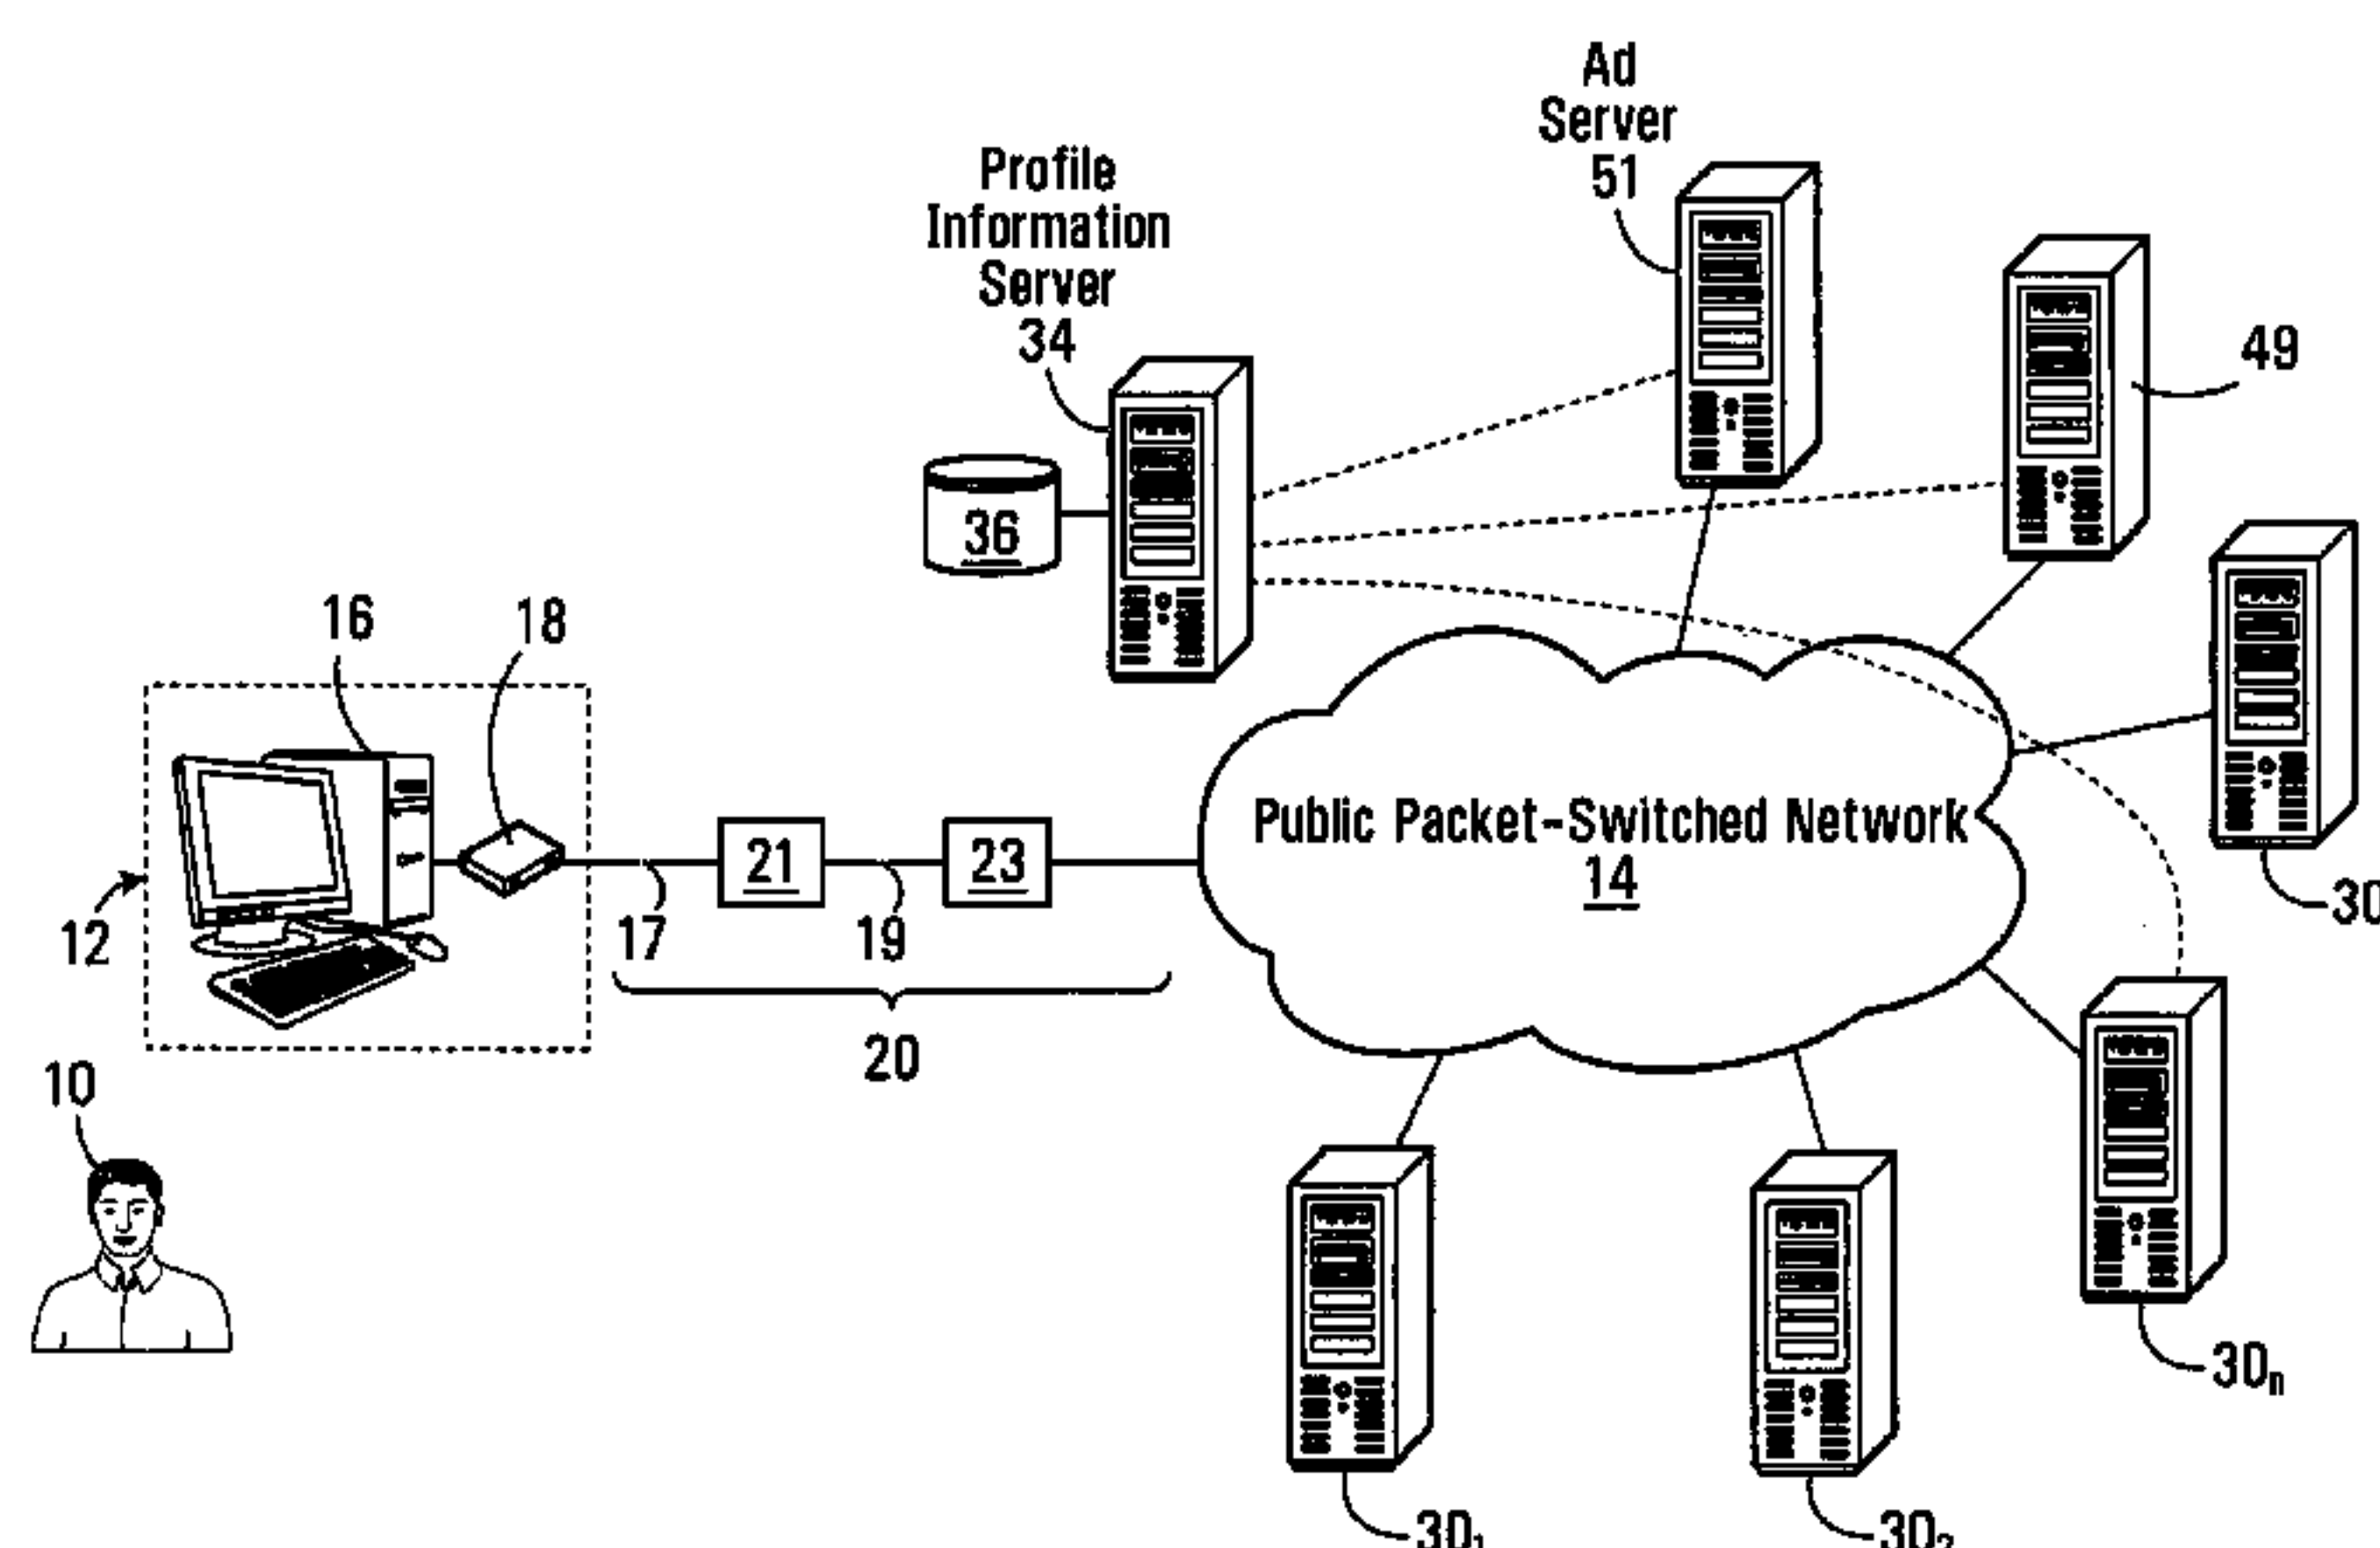 Ad
Server
51
Profile
Information
Server
34
49
36
16
18
Public Packet-Switched Network
14
21
23
12
17
19
30
20
10
30n
30₁
30₂